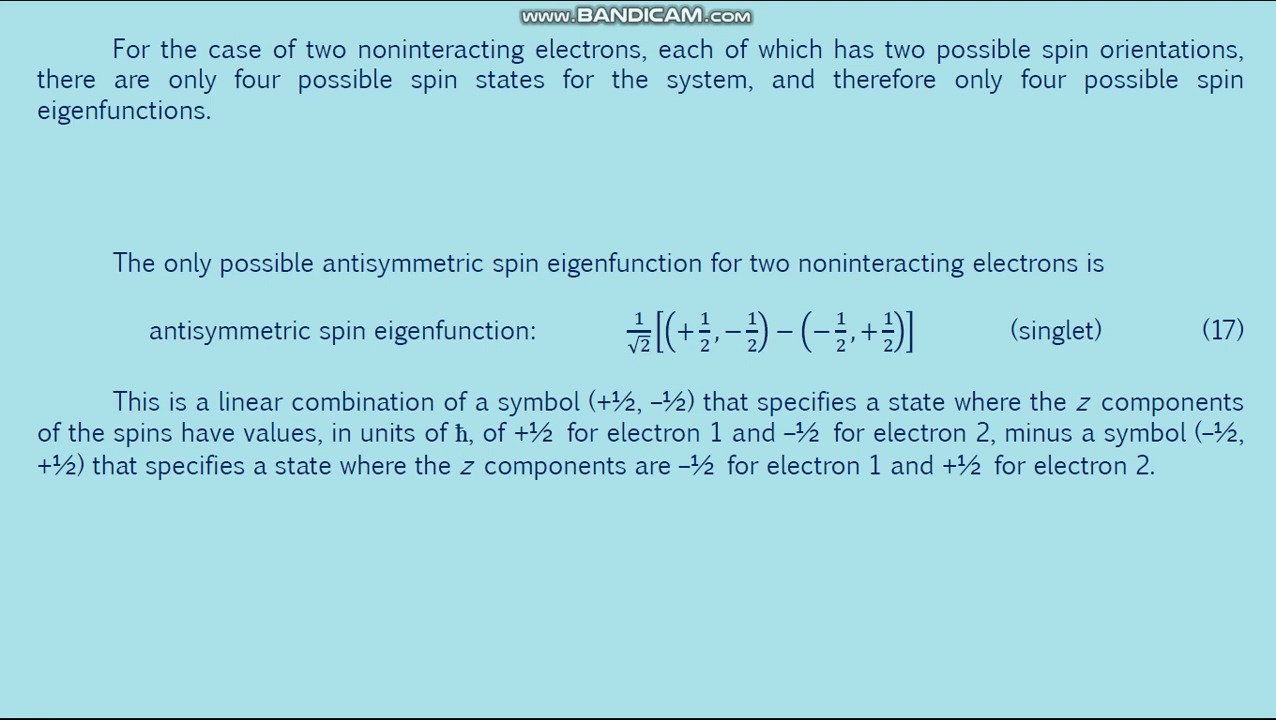 www.BANDICAM.com
For the case of two noninteracting electrons, each of which has two possible spin orientations,
there are only four possible spin states for the system, and therefore only four possible spin
eigenfunctions.
The only possible antisymmetric spin eigenfunction for two noninteracting electrons is
antisymmetric spin eigenfunction: 1/√2[(+1/2,−1/2)−(−1/2,+1/2)] (singlet) (17)
This is a linear combination of a symbol (+½, –½) that specifies a state where the z components
of the spins have values, in units of ħ, of +½ for electron 1 and –½ for electron 2, minus a symbol (–½,
+½) that specifies a state where the z components are –½ for electron 1 and +½ for electron 2.